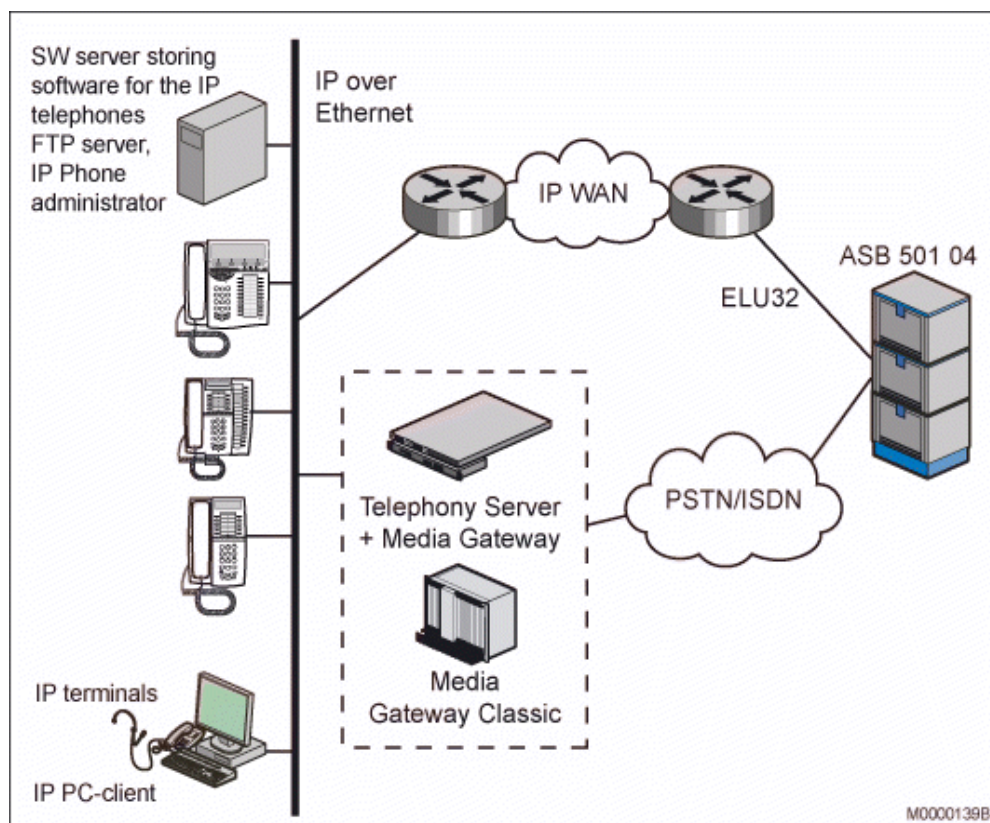 SW server storing
software for the IP
telephones
FTP server,
IP Phone
administrator
IP over
Ethernet
IP WAN
ASB 501 04
ELU32
Telephony Server
+ Media Gateway
PSTN/ISDN
Media
Gateway Classic
IP terminals
IP PC-client
M0000139B